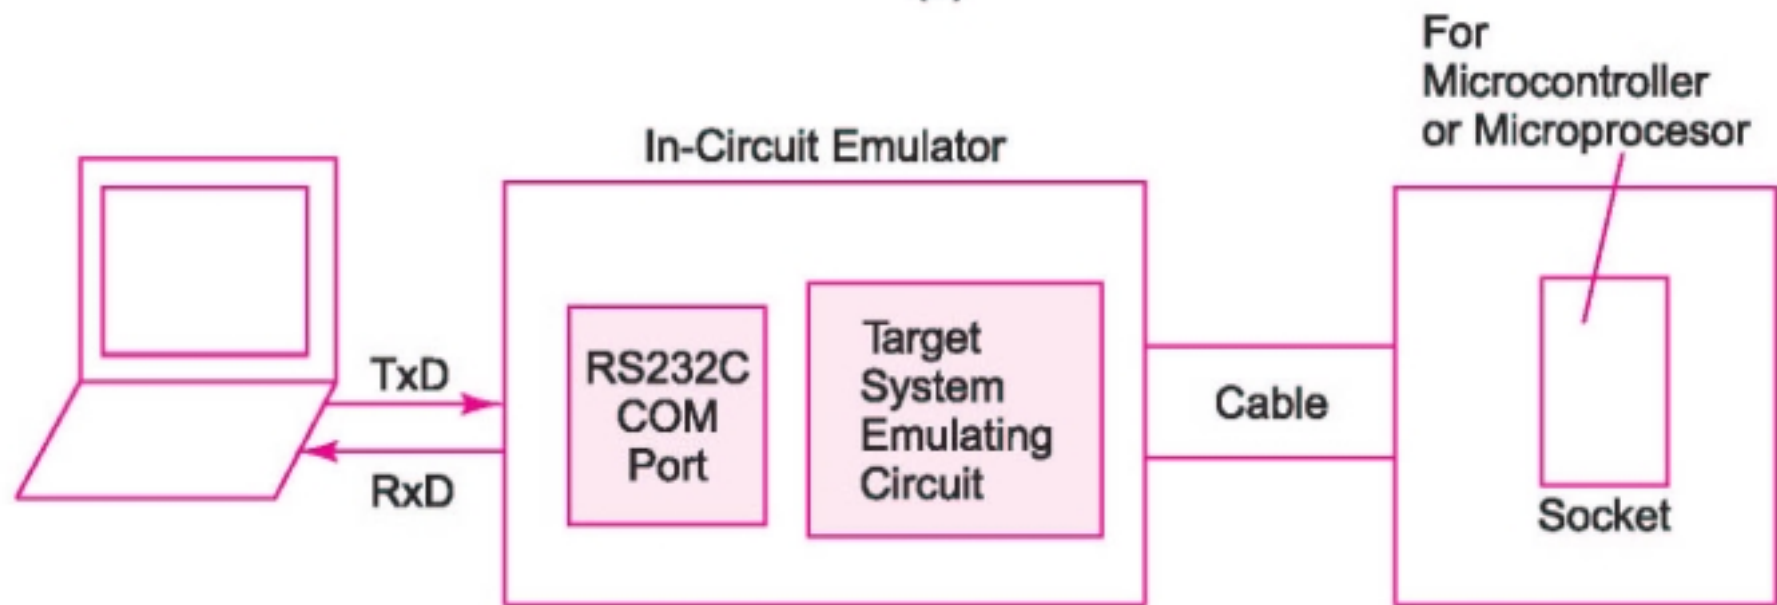 For
Microcontroller
or Microprocesor
In-Circuit Emulator
TxD
RxD
RS232C
COM
Port
Target
System
Emulating
Circuit
Cable
Socket